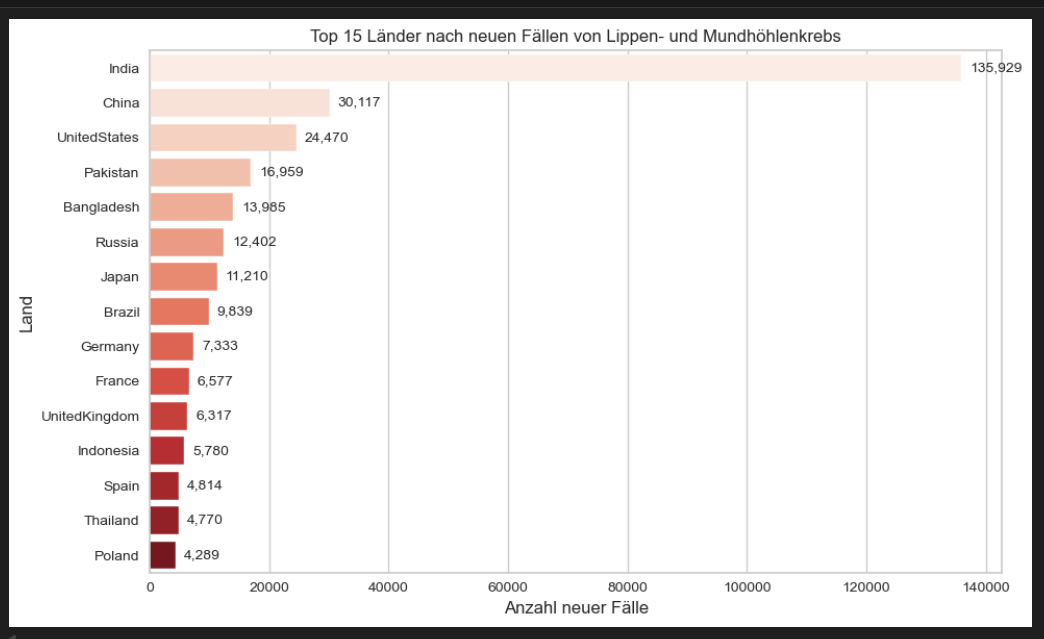 Top 15 Länder nach neuen Fällen von Lippen- und Mundhöhlenkrebs
Land
India 135,929
China 30,117
UnitedStates 24,470
Pakistan 16,959
Bangladesh 13,985
Russia 12,402
Japan 11,210
Brazil 9,839
Germany 7,333
France 6,577
UnitedKingdom 6,317
Indonesia 5,780
Spain 4,814
Thailand 4,770
Poland 4,289
0 20000 40000 60000 80000 100000 120000 140000
Anzahl neuer Fälle